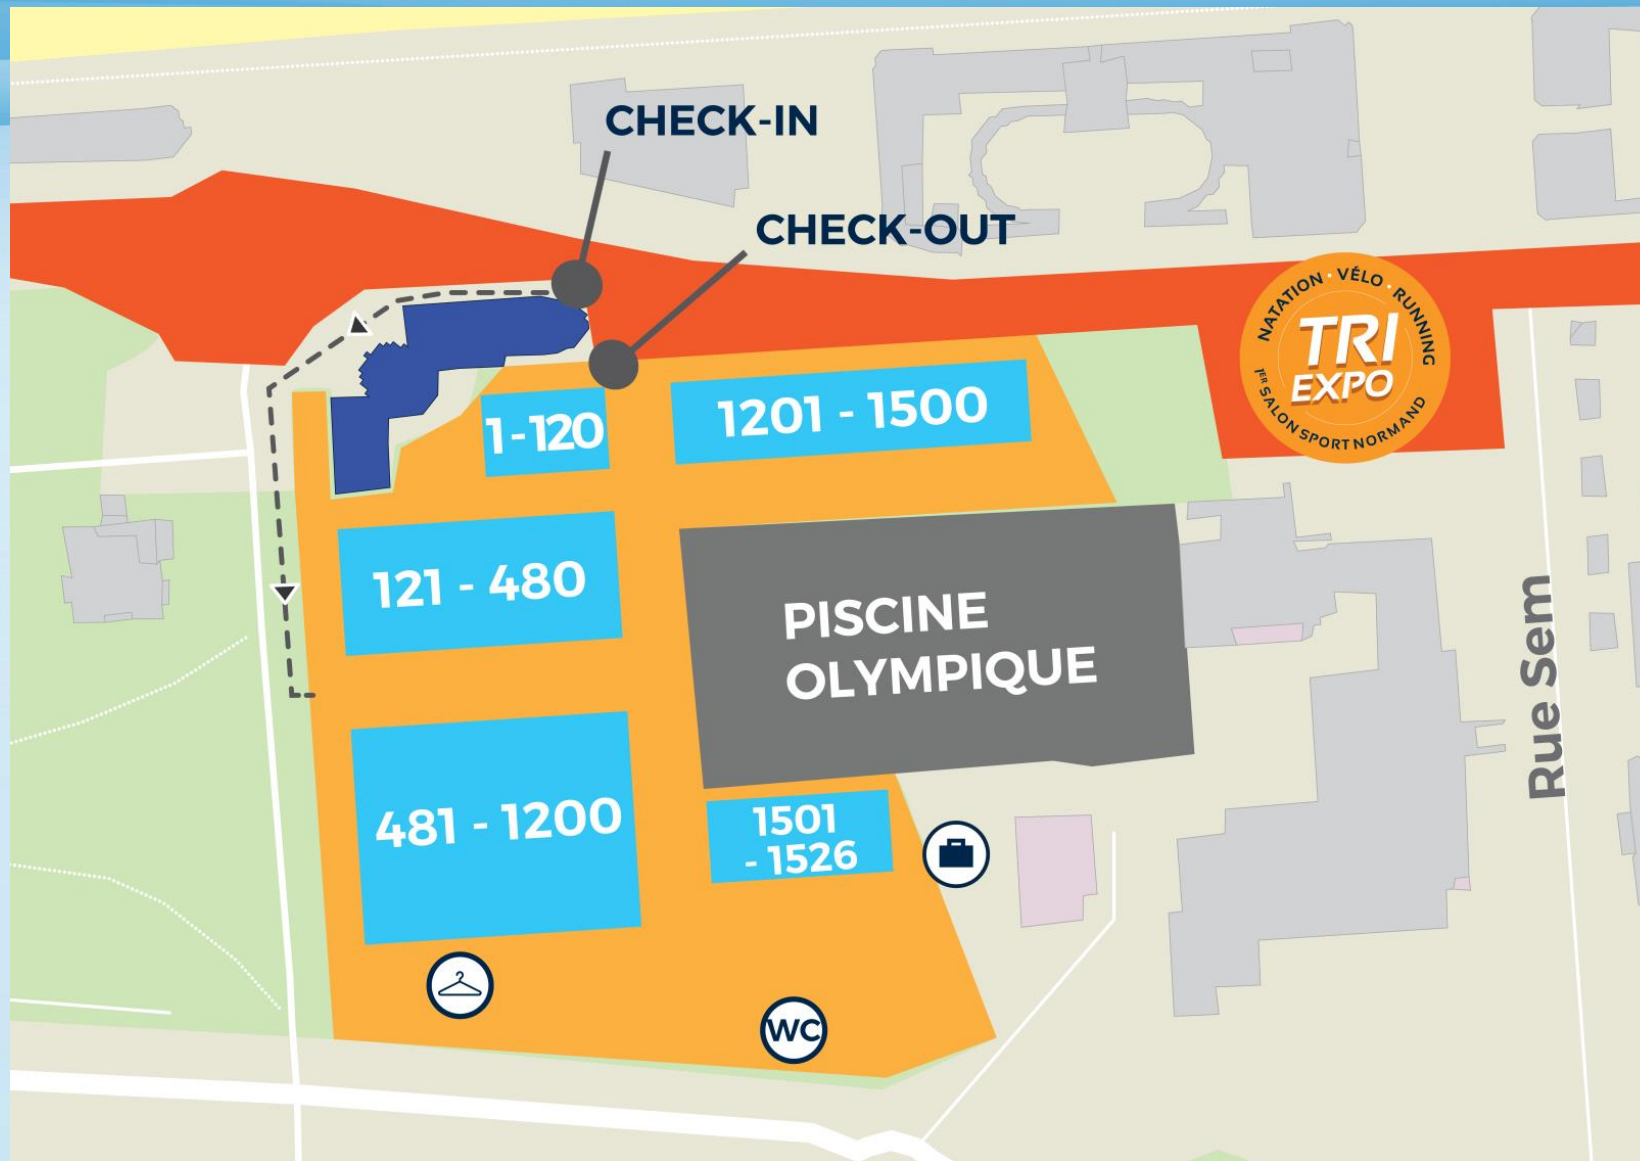 CHECK-IN
CHECK-OUT
NATATION · VÉLO · RUNNING
TRI
EXPO
1ER SALON SPORT NORMAND
1-120
1201 - 1500
121 - 480
PISCINE
OLYMPIQUE
Rue Sem
481 - 1200
1501
- 1526
WC